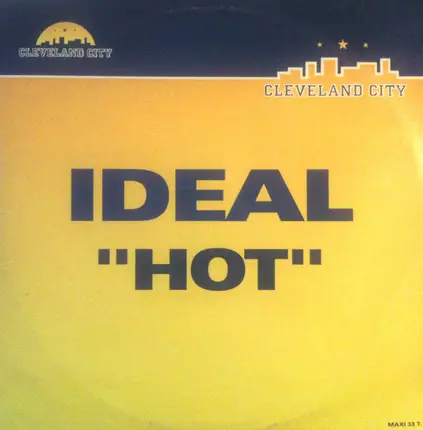 CLEVELAND CITY
CLEVELAND CITY
IDEAL
"HOT"
MAXI 33 T.